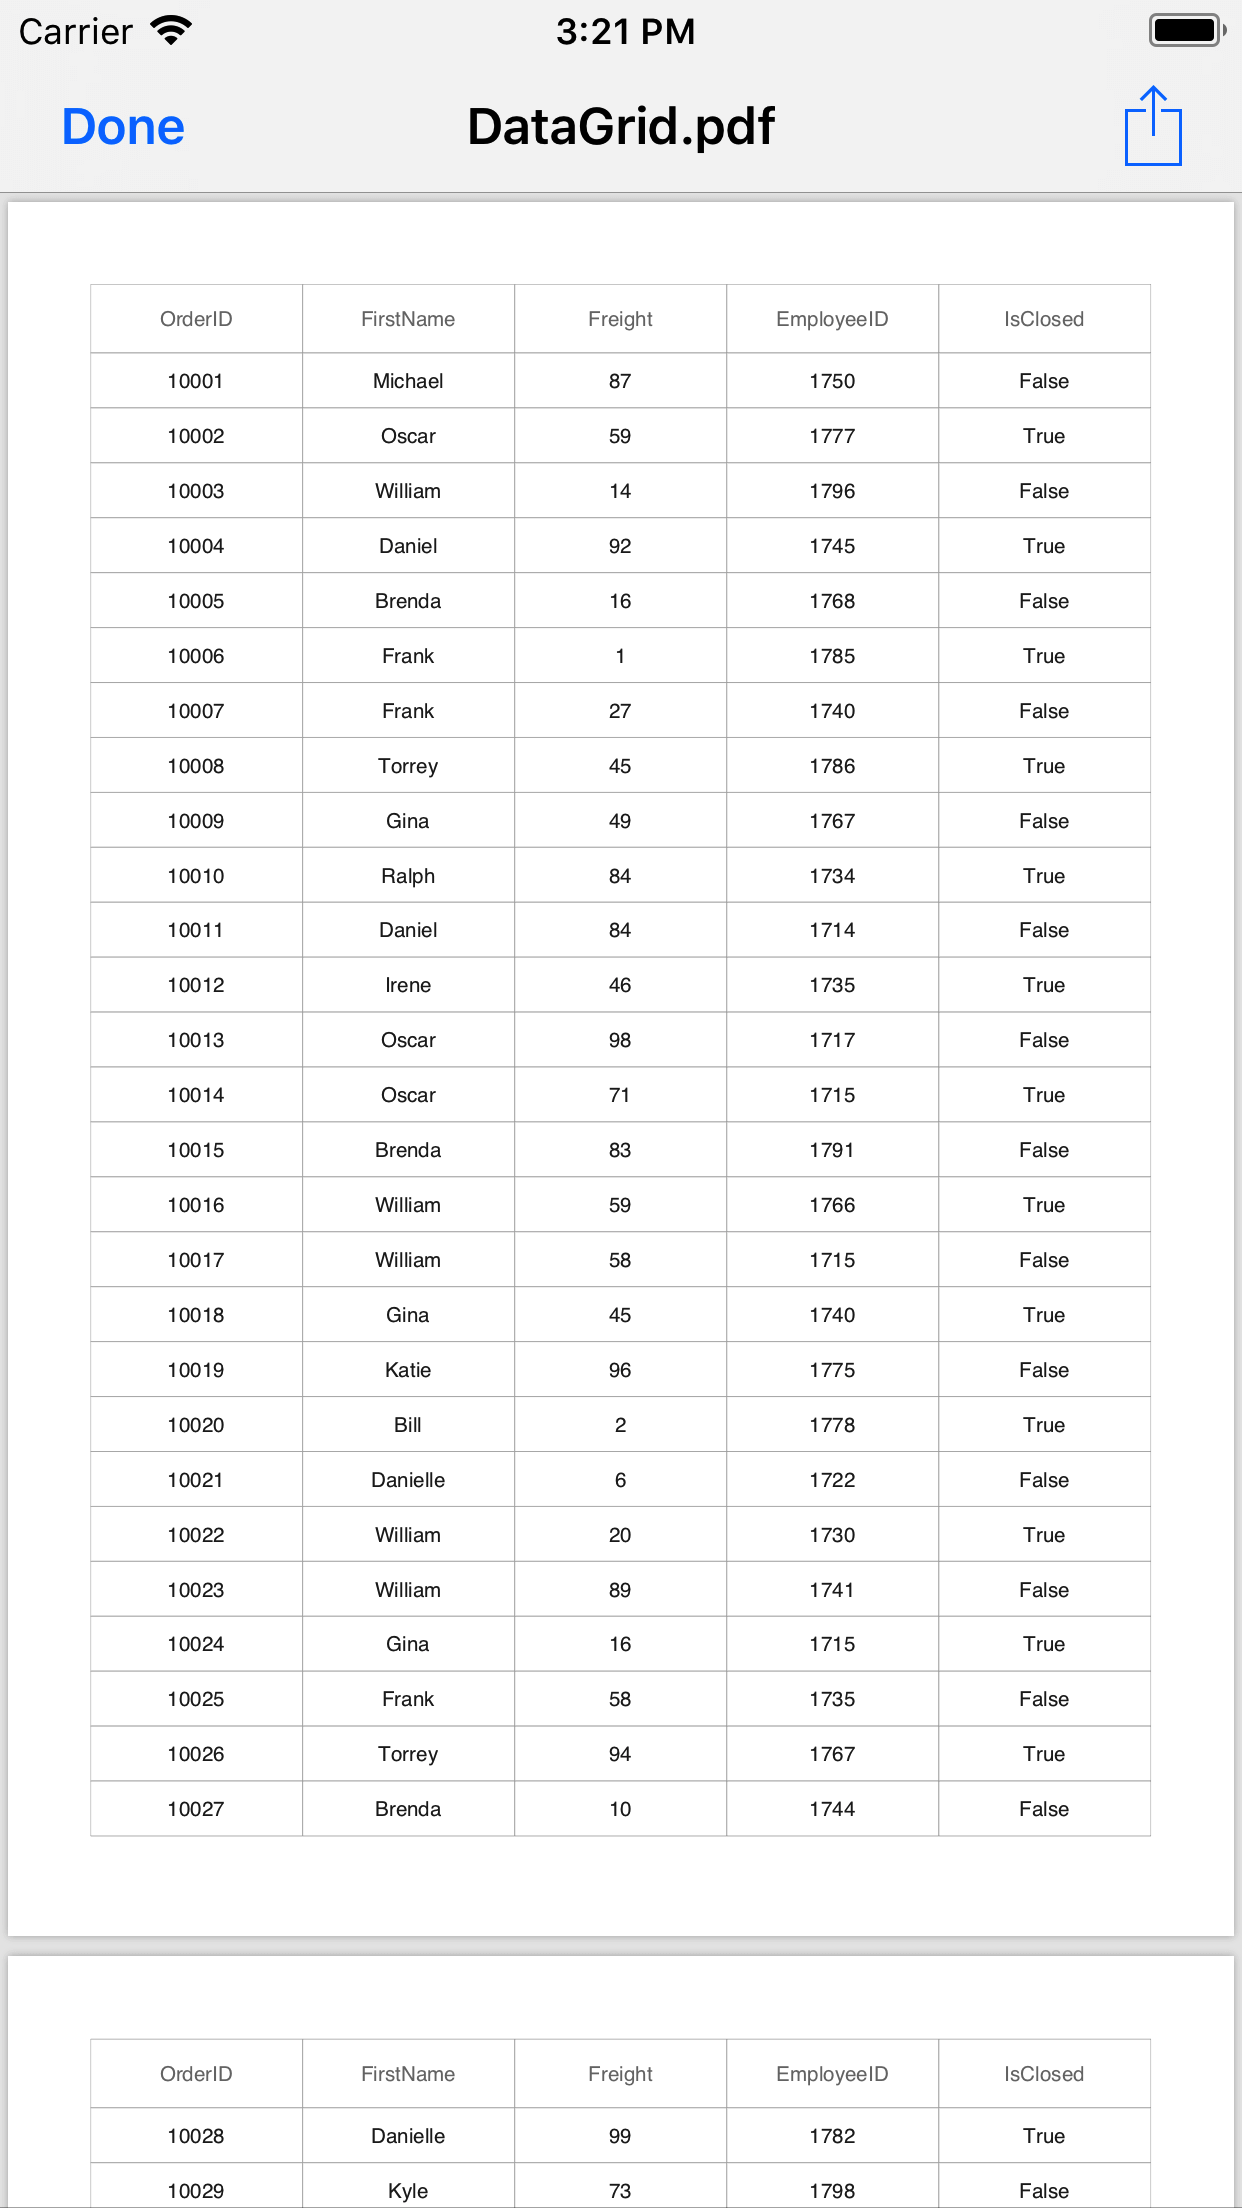 Carrier 3:21 PM
Done DataGrid.pdf
OrderID FirstName Freight EmployeeID IsClosed
10001 Michael 87 1750 False
10002 Oscar 59 1777 True
10003 William 14 1796 False
10004 Daniel 92 1745 True
10005 Brenda 16 1768 False
10006 Frank 1 1785 True
10007 Frank 27 1740 False
10008 Torrey 45 1786 True
10009 Gina 49 1767 False
10010 Ralph 84 1734 True
10011 Daniel 84 1714 False
10012 Irene 46 1735 True
10013 Oscar 98 1717 False
10014 Oscar 71 1715 True
10015 Brenda 83 1791 False
10016 William 59 1766 True
10017 William 58 1715 False
10018 Gina 45 1740 True
10019 Katie 96 1775 False
10020 Bill 2 1778 True
10021 Danielle 6 1722 False
10022 William 20 1730 True
10023 William 89 1741 False
10024 Gina 16 1715 True
10025 Frank 58 1735 False
10026 Torrey 94 1767 True
10027 Brenda 10 1744 False
OrderID FirstName Freight EmployeeID IsClosed
10028 Danielle 99 1782 True
10029 Kyle 73 1798 False